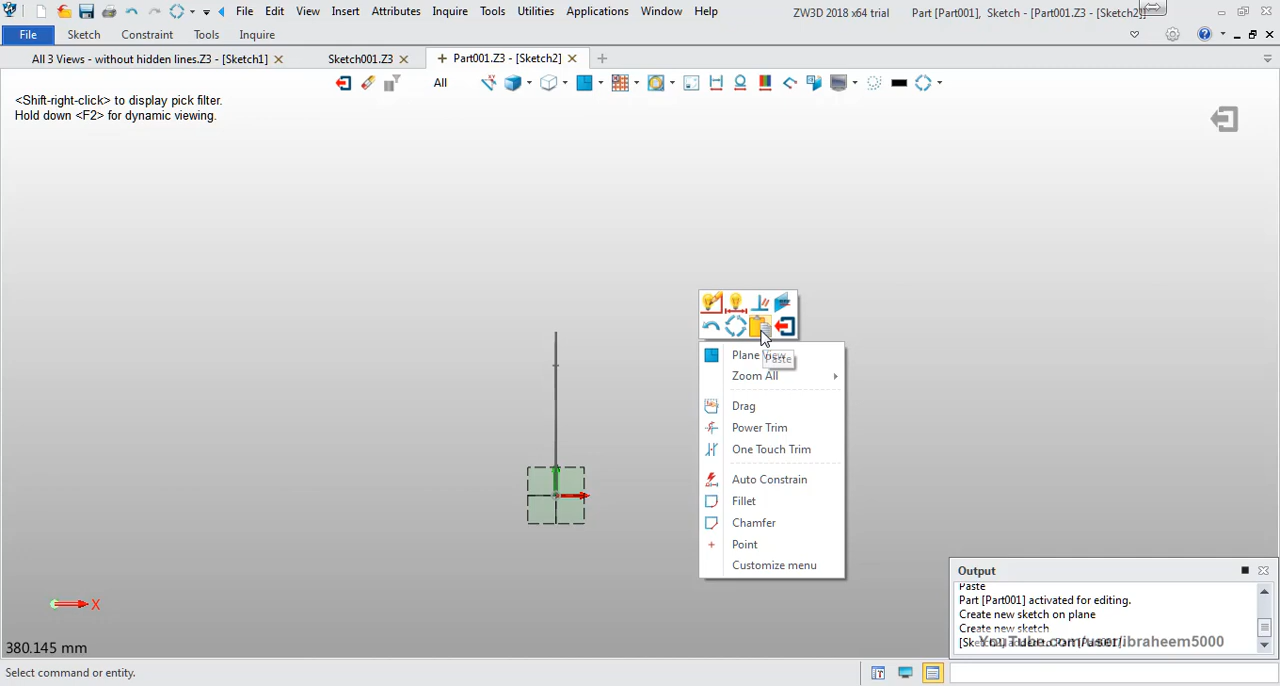 File Edit View Insert Attributes Inquire Tools Utilities Applications Window Help ZW3D 2018 x64 trial Part [Part001], Sketch - [Part001.Z3 - [Sketch2]]
File Sketch Constraint Tools Inquire
All 3 Views - without hidden lines.Z3 - [Sketch1] Sketch001.Z3 Part001.Z3 - [Sketch2]
All
<Shift-right-click> to display pick filter.
Hold down <F2> for dynamic viewing.
Plane View
Paste
Zoom All
Drag
Power Trim
One Touch Trim
Auto Constrain
Fillet
Chamfer
Point
Customize menu
X
380.145 mm
Output
Paste
Part [Part001] activated for editing.
Create new sketch on plane
Create new sketch
YouTube.com/user/ibraheem5000
Select command or entity.